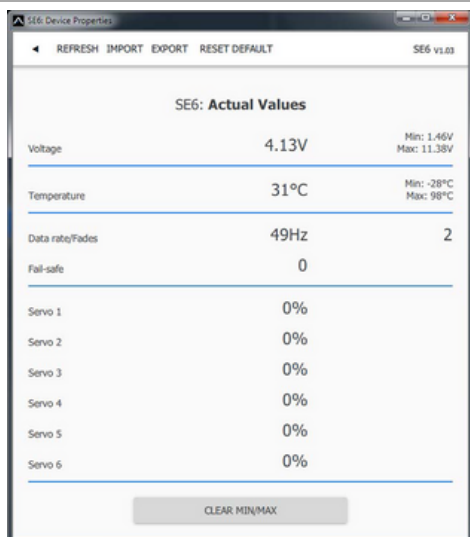 SE6: Device Properties
◄ REFRESH IMPORT EXPORT RESET DEFAULT SE6 v1.03
SE6: Actual Values
Voltage 4.13V Min: 1.46V
Max: 11.38V
Temperature 31°C Min: -28°C
Max: 98°C
Data rate/Fades 49Hz 2
Fail-safe 0
Servo 1 0%
Servo 2 0%
Servo 3 0%
Servo 4 0%
Servo 5 0%
Servo 6 0%
CLEAR MIN/MAX